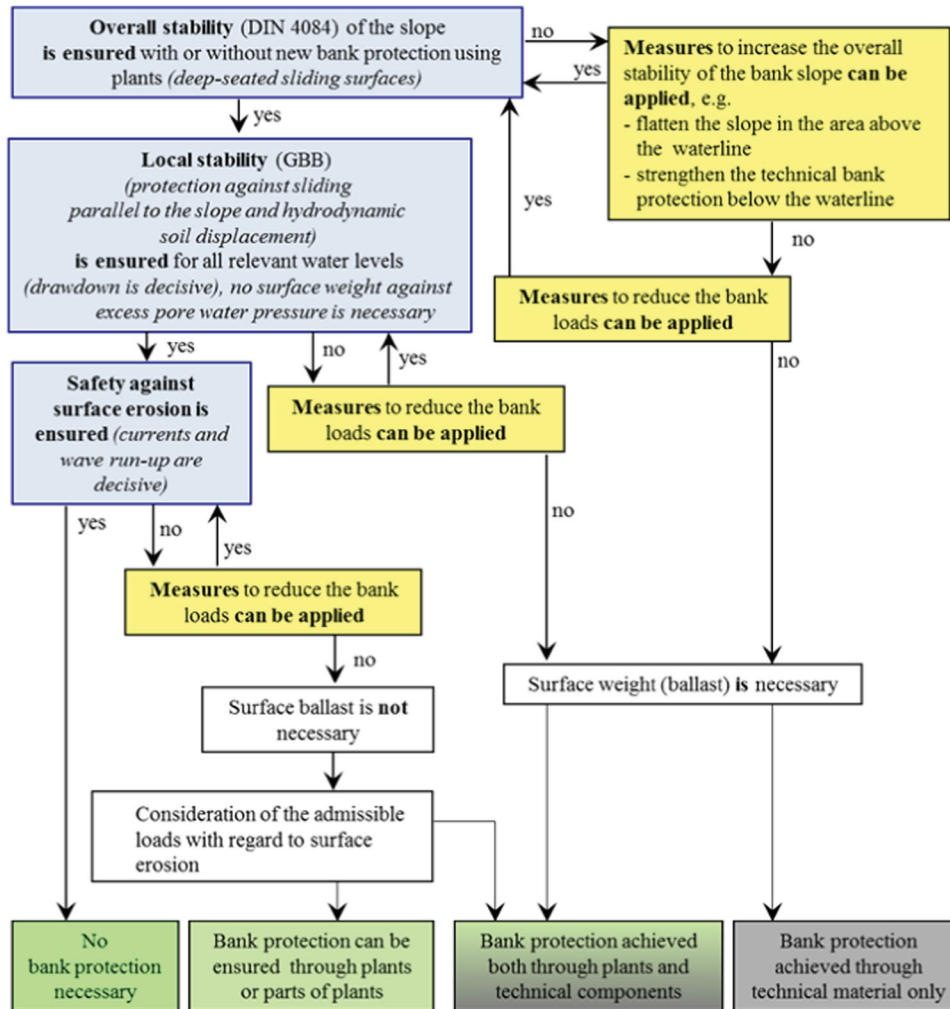 Overall stability (DIN 4084) of the slope
is ensured with or without new bank protection using
plants (deep-seated sliding surfaces)
no
yes
Measures to increase the overall
stability of the bank slope can be
applied, e.g.
- flatten the slope in the area above
the waterline
- strengthen the technical bank
protection below the waterline
yes
Local stability (GBB)
(protection against sliding
parallel to the slope and hydrodynamic
soil displacement)
is ensured for all relevant water levels
(drawdown is decisive), no surface weight against
excess pore water pressure is necessary
yes
no
Measures to reduce the bank
loads can be applied
yes
no
yes
no
Safety against
surface erosion is
ensured (currents and
wave run-up are
decisive)
Measures to reduce the bank
loads can be applied
no
yes
no
yes
Measures to reduce the bank
loads can be applied
no
Surface weight (ballast) is necessary
Surface ballast is not
necessary
Consideration of the admissible
loads with regard to surface
erosion
No
bank protection
necessary
Bank protection can be
ensured through plants
or parts of plants
Bank protection achieved
both through plants and
technical components
Bank protection
achieved through
technical material only